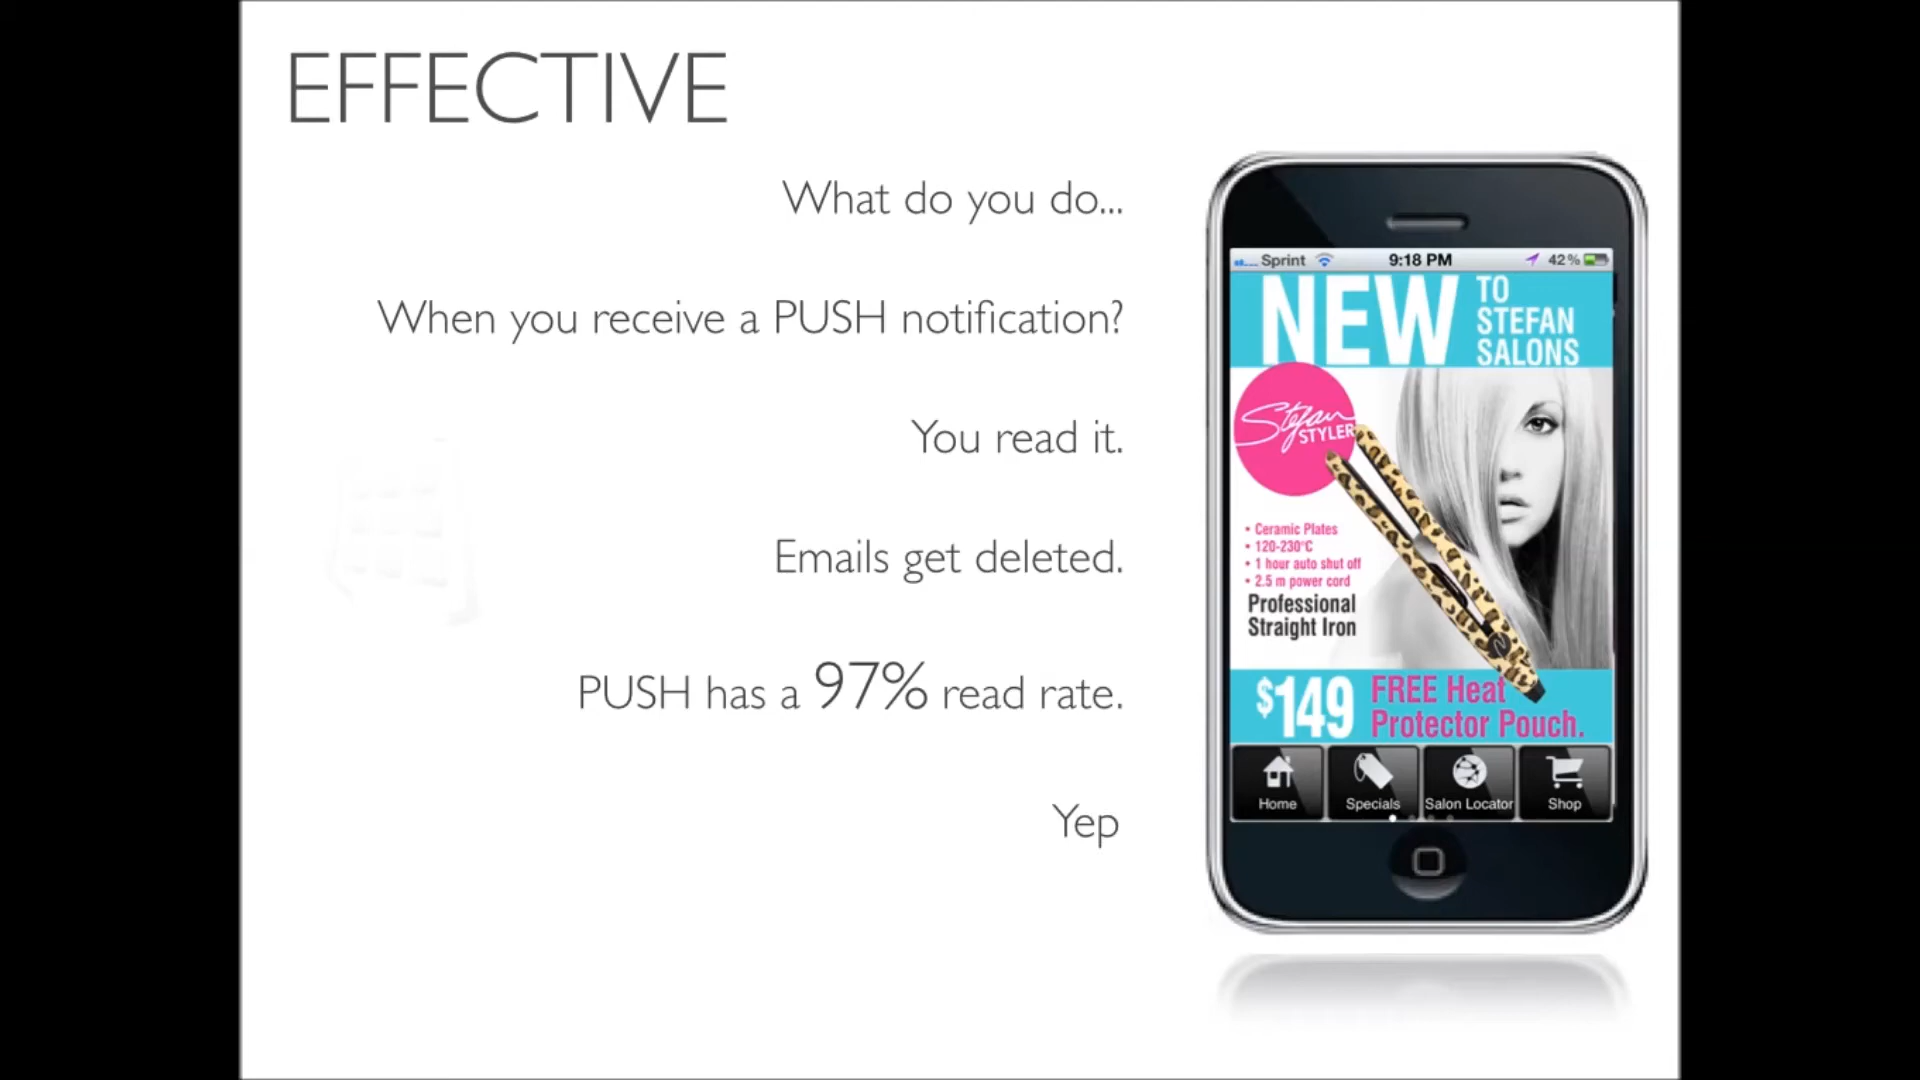 EFFECTIVE
What do you do...
When you receive a PUSH notification?
You read it.
Emails get deleted.
PUSH has a 97% read rate.
Yep
Sprint 9:18 PM 42%
NEW TO
STEFAN
SALONS
Stefan
STYLER
• Ceramic Plates
• 120-230°C
• 1 hour auto shut off
• 2.5 m power cord
Professional
Straight Iron
$149 FREE Heat
Protector Pouch.
Home Specials Salon Locator Shop